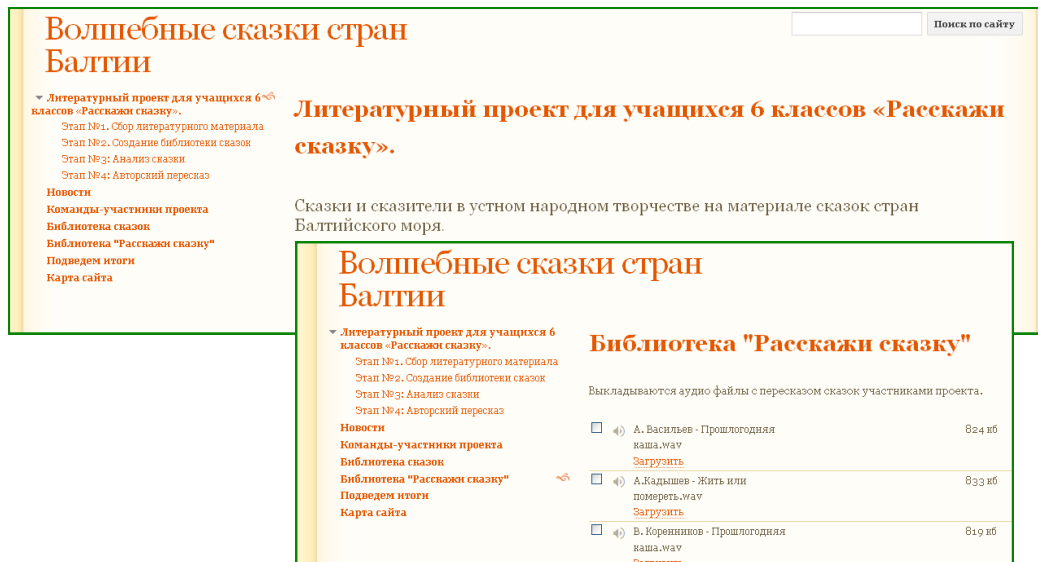 Волшебные сказки стран
Балтии
Поиск по сайту
Литературный проект для учащихся 6
классов «Расскажи сказку».
Этап №1. Сбор литературного материала
Этап №2. Создание библиотеки сказок
Этап №3: Анализ сказки
Этап №4: Авторский пересказ
Новости
Команды-участники проекта
Библиотека сказок
Библиотека "Расскажи сказку"
Подведем итоги
Карта сайта
Литературный проект для учащихся 6 классов «Расскажи
сказку».
Сказки и сказители в устном народном творчестве на материале сказок стран
Балтийского моря.
Волшебные сказки стран
Балтии
Литературный проект для учащихся 6
классов «Расскажи сказку».
Этап №1. Сбор литературного материала
Этап №2. Создание библиотеки сказок
Этап №3: Анализ сказки
Этап №4: Авторский пересказ
Новости
Команды-участники проекта
Библиотека сказок
Библиотека "Расскажи сказку"
Подведем итоги
Карта сайта
Библиотека "Расскажи сказку"
Выкладываются аудио файлы с пересказом сказок участниками проекта.
А. Васильев - Прошлогодняя 824 кб
каша.wav
Загрузить
А.Кадышев - Жить или 833 кб
помереть.wav
Загрузить
В. Коренников - Прошлогодняя 819 кб
каша.wav